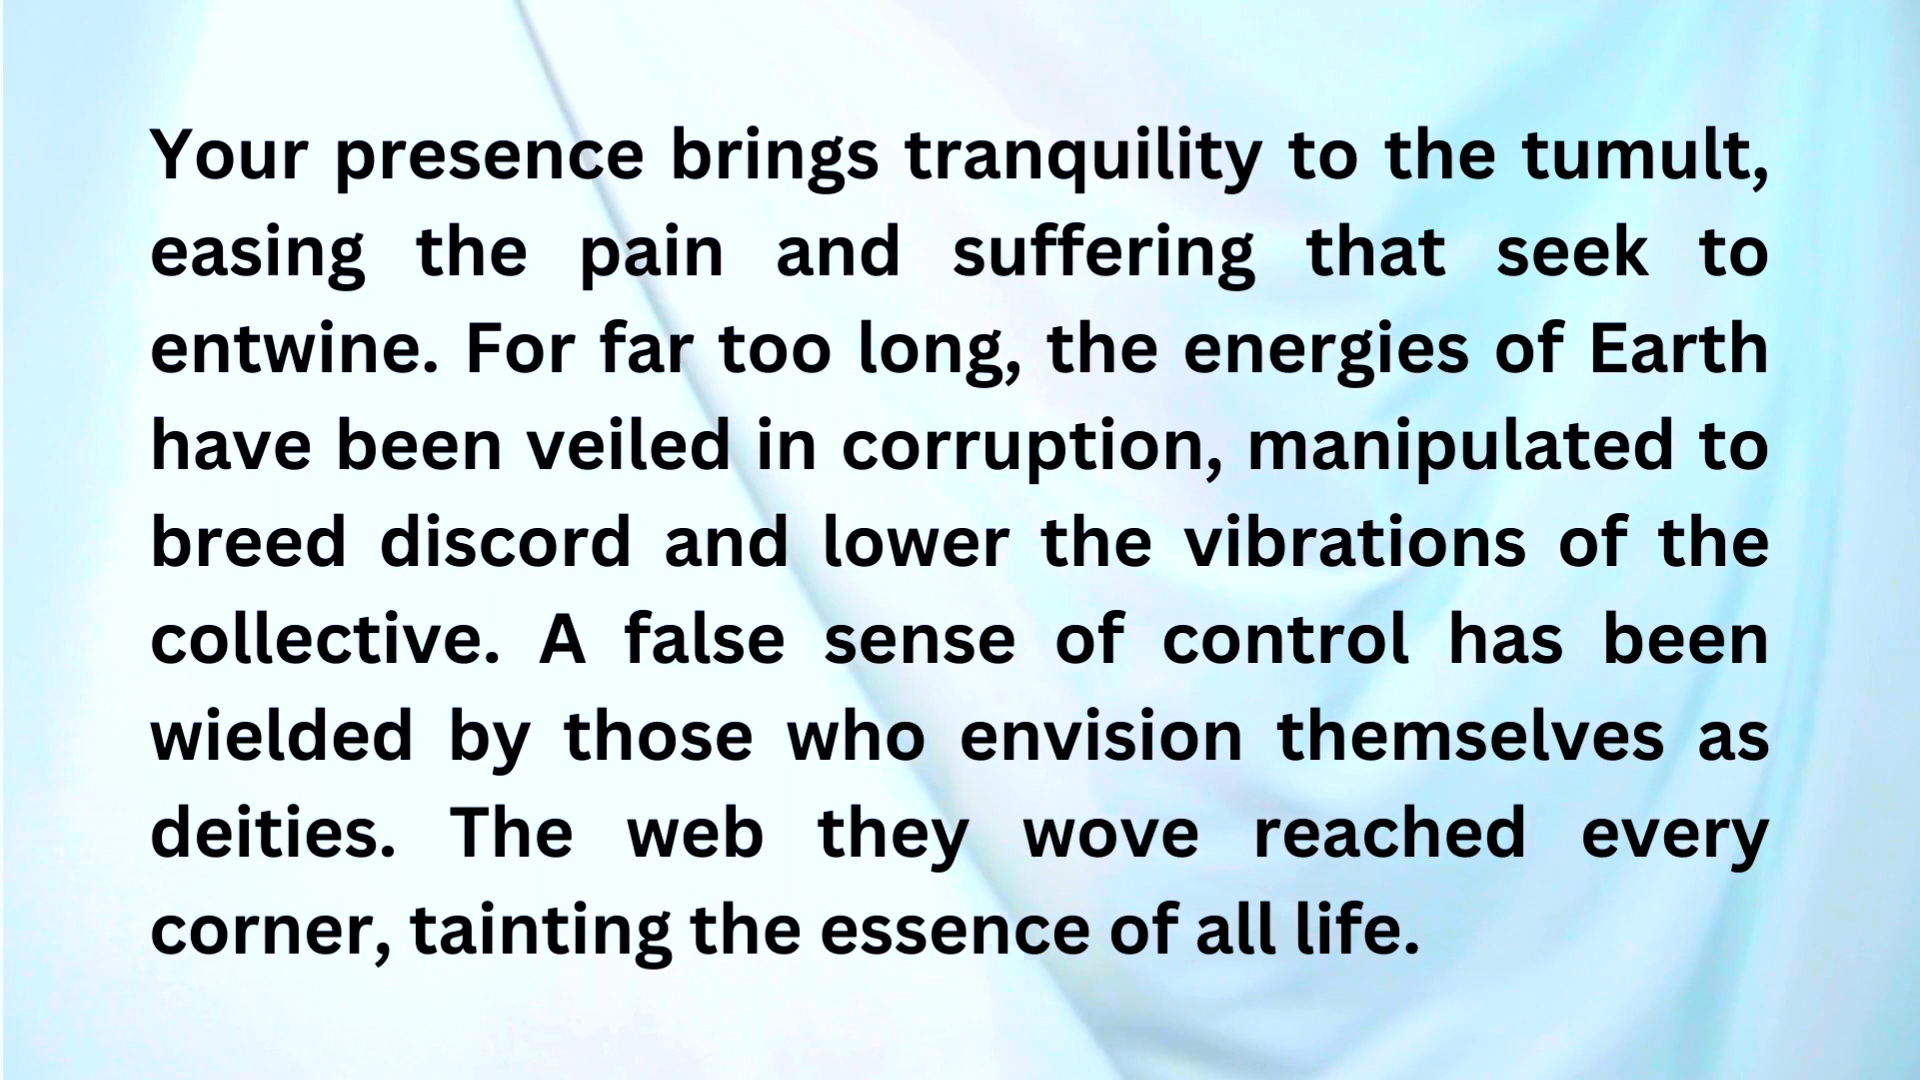 Your presence brings tranquility to the tumult,
easing the pain and suffering that seek to
entwine. For far too long, the energies of Earth
have been veiled in corruption, manipulated to
breed discord and lower the vibrations of the
collective. A false sense of control has been
wielded by those who envision themselves as
deities. The web they wove reached every
corner, tainting the essence of all life.